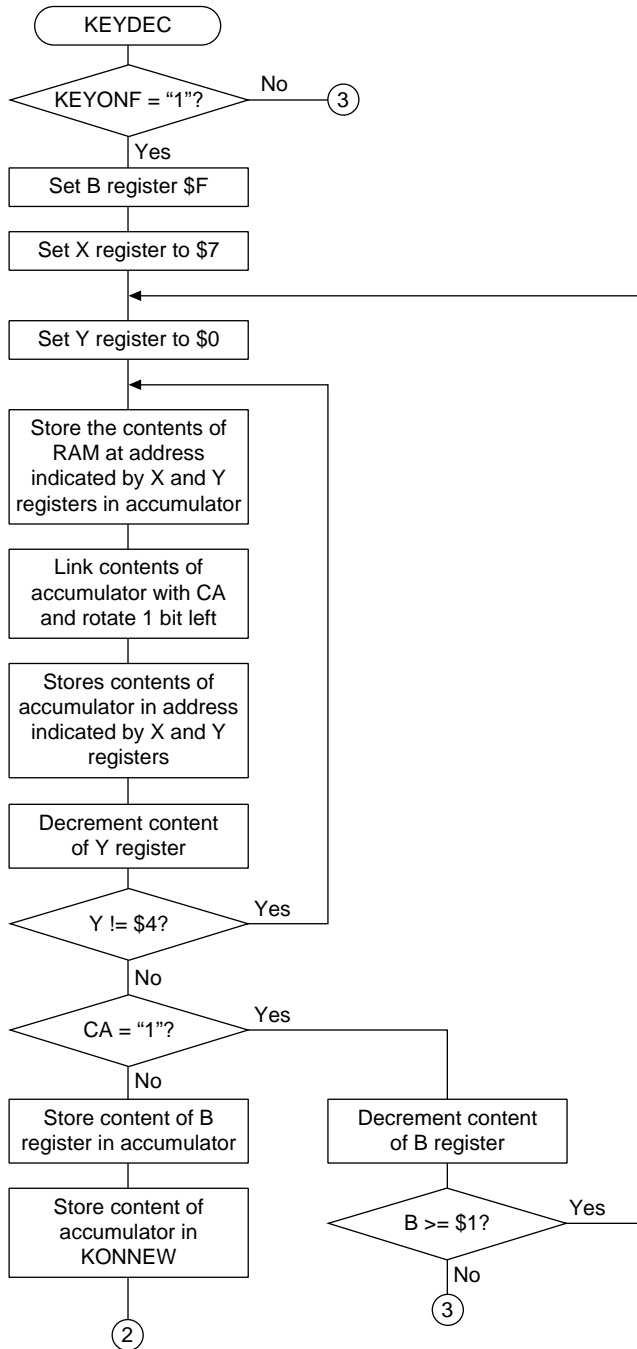 KEYDEC
KEYONF = “1”?
No
3
Yes
Set B register $F
Set X register to $7
Set Y register to $0
Store the contents of
RAM at address
indicated by X and Y
registers in accumulator
Link contents of
accumulator with CA
and rotate 1 bit left
Stores contents of
accumulator in address
indicated by X and Y
registers
Decrement content
of Y register
Y != $4?
Yes
No
CA = “1”?
Yes
No
Store content of B
register in accumulator
Decrement content
of B register
Store content of
accumulator in
KONNEW
B >= $1?
Yes
No
2
3